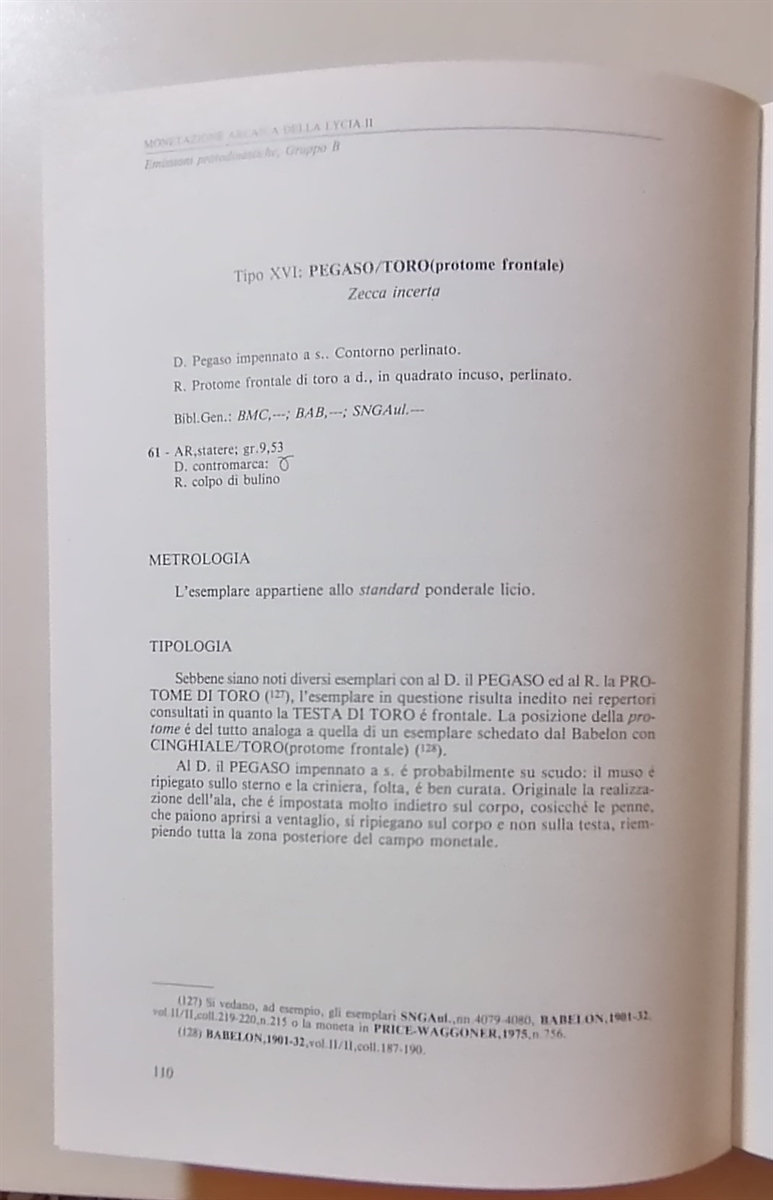 MONETAZIONE ARCAICA DELLA LYCIA.II
Emissioni protodinastiche, Gruppo B
Tipo XVI: PEGASO/TORO(protome frontale)
Zecca incerta
D. Pegaso impennato a s.. Contorno perlinato.
R. Protome frontale di toro a d., in quadrato incuso, perlinato.
Bibl.Gen.: BMC,---; BAB,---; SNGAul.---
61 - AR,statere; gr.9,53
D. contromarca:
R. colpo di bulino
METROLOGIA
L'esemplare appartiene allo standard ponderale licio.
TIPOLOGIA
Sebbene siano noti diversi esemplari con al D. il PEGASO ed al R. la PRO-
TOME DI TORO (127), l'esemplare in questione risulta inedito nei repertori
consultati in quanto la TESTA DI TORO é frontale. La posizione della pro-
tome é del tutto analoga a quella di un esemplare schedato dal Babelon con
CINGHIALE/TORO(protome frontale) (128).
Al D. il PEGASO impennato a s. é probabilmente su scudo: il muso é
ripiegato sullo sterno e la criniera, folta, é ben curata. Originale la realizza-
zione dell'ala, che é impostata molto indietro sul corpo, cosicché le penne,
che paiono aprirsi a ventaglio, si ripiegano sul corpo e non sulla testa, riem-
piendo tutta la zona posteriore del campo monetale.
(127) Si vedano, ad esempio, gli esemplari SNGAul.,nn.4079-4080, BABELON,1901-32,
vol.II/II,coll.219-220,n.215 o la moneta in PRICE-WAGGONER,1975,n.756.
(128) BABELON,1901-32,vol.II/II,coll.187-190.
110